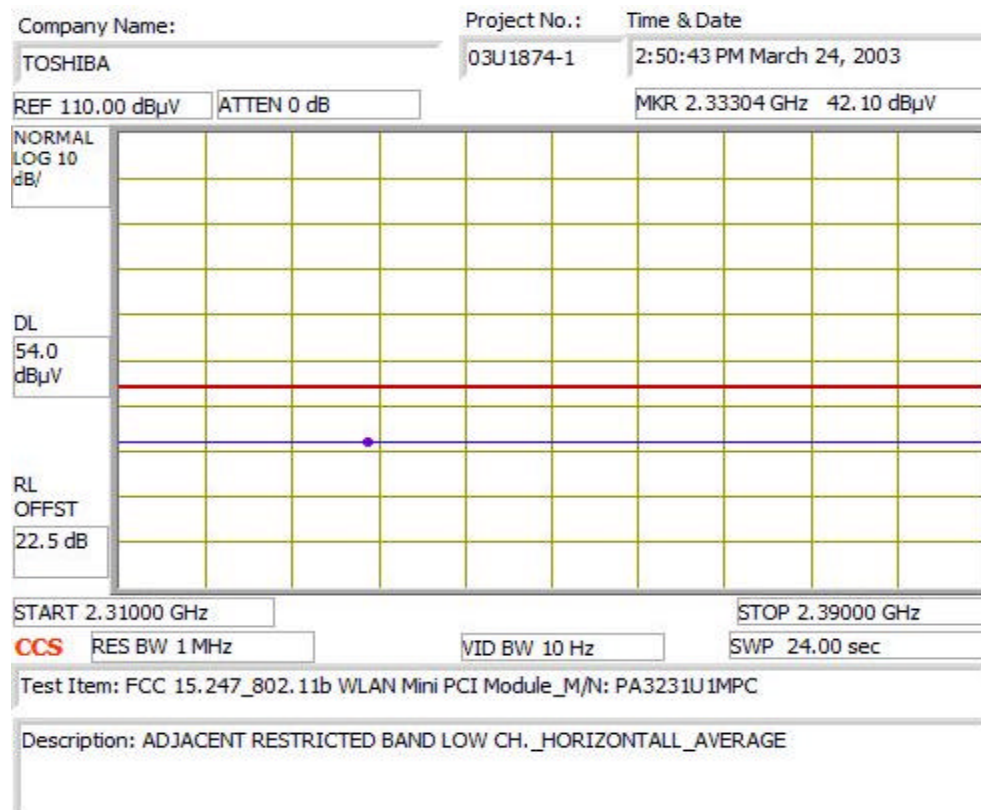 Company Name:
Project No.:
Time & Date
TOSHIBA
03U1874-1
2:50:43 PM March 24, 2003
REF 110.00 dBµV
ATTEN 0 dB
MKR 2.33304 GHz 42.10 dBµV
NORMAL
LOG 10
dB/
DL
54.0
dBµV
RL
OFFST
22.5 dB
START 2.31000 GHz
STOP 2.39000 GHz
CCS
RES BW 1 MHz
VID BW 10 Hz
SWP 24.00 sec
Test Item: FCC 15.247_802.11b WLAN Mini PCI Module_M/N: PA3231U1MPC
Description: ADJACENT RESTRICTED BAND LOW CH._HORIZONTALL_AVERAGE